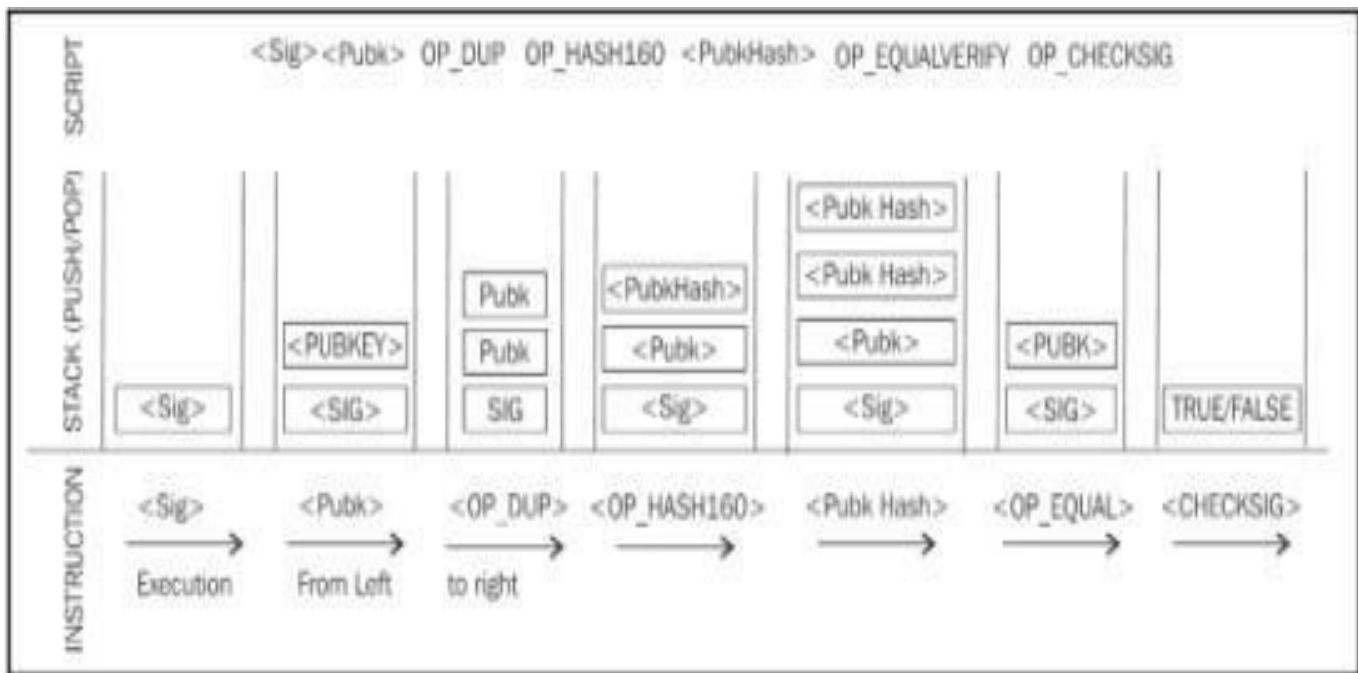 SCRIPT
<Sig> <Pubk> OP_DUP OP_HASH160 <PubkHash> OP_EQUALVERIFY OP_CHECKSIG
STACK (PUSH/POP)
<Sig>
<PUBKEY>
<SIG>
Pubk
Pubk
SIG
<PubkHash>
<Pubk>
<Sig>
<Pubk Hash>
<Pubk Hash>
<Pubk>
<Sig>
<PUBK>
<SIG>
TRUE/FALSE
INSTRUCTION
<Sig> <Pubk> <OP_DUP> <OP_HASH160> <Pubk Hash> <OP_EQUAL> <CHECKSIG>
Execution From Left to right